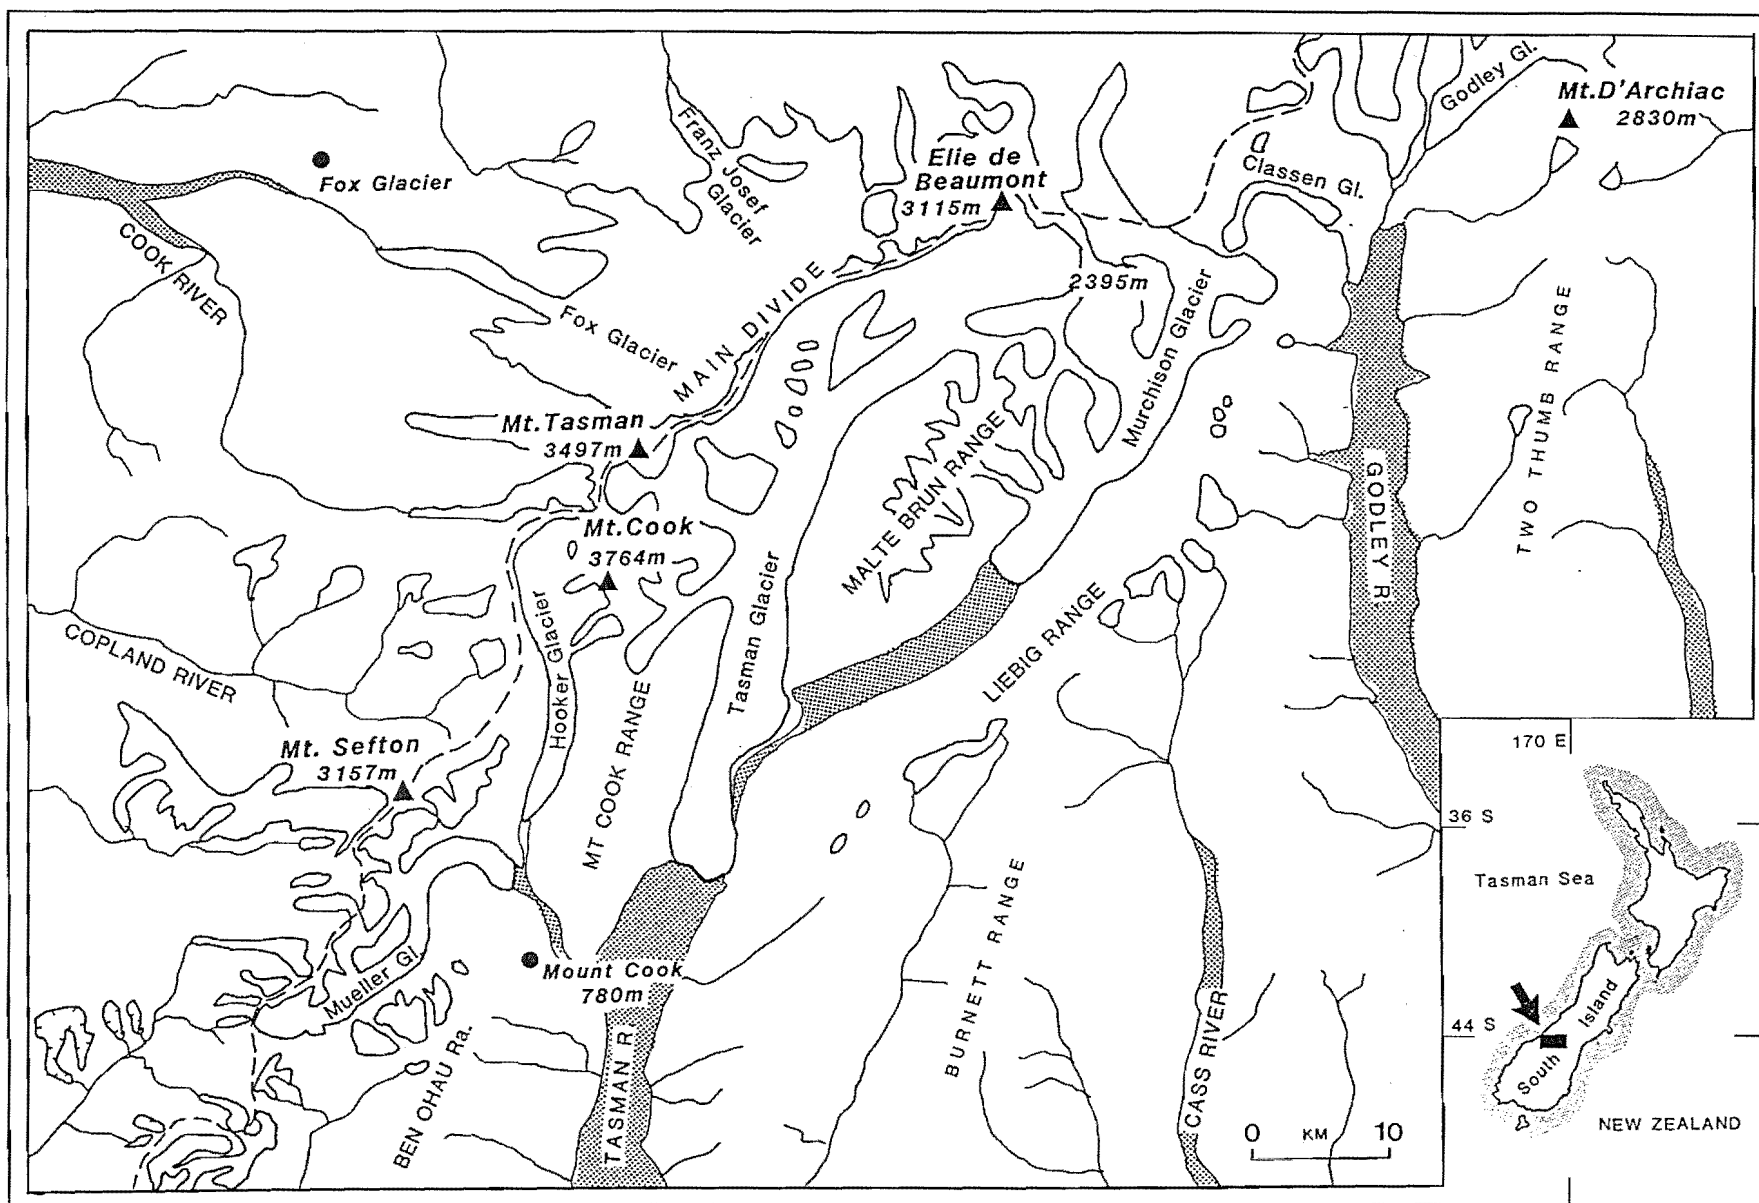 Godley Gl.
Mt.D'Archiac
2830m
Franz Josef
Glacier
Elie de
Beaumont
3115m
Classen Gl.
Fox Glacier
COOK RIVER
MAIN DIVIDE
2395m
Fox Glacier
Murchison Glacier
TWO THUMB RANGE
Mt.Tasman
3497m
MALTE BRUN RANGE
GODLEY R.
Mt.Cook
3764m
Hooker Glacier
Tasman Glacier
LIEBIG RANGE
COPLAND RIVER
MT COOK RANGE
Mt. Sefton
3157m
170 E
36 S
Tasman Sea
BURNETT RANGE
Mueller Gl.
Mount Cook
780m
TASMAN R.
CASS RIVER
BEN OHAU Ra.
44 S
South Island
NEW ZEALAND
0 KM 10